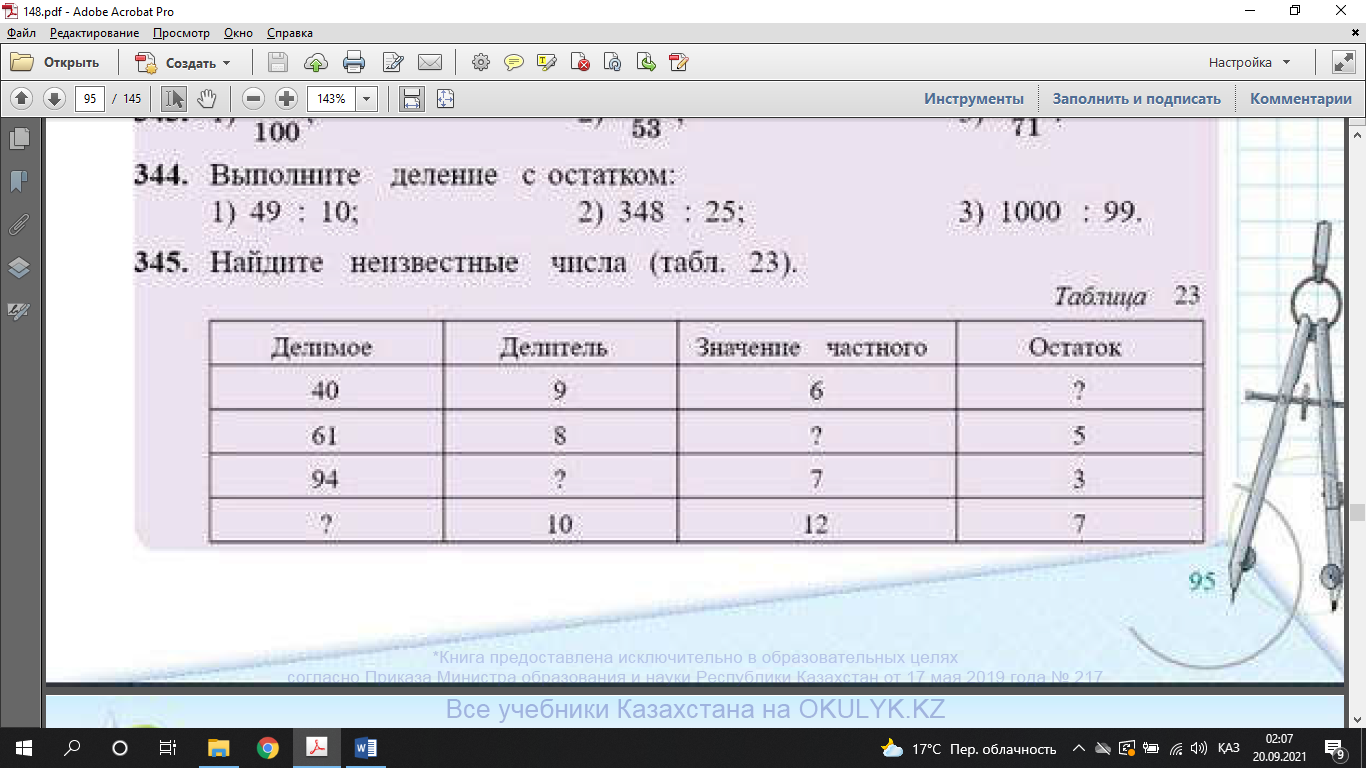 148.pdf - Adobe Acrobat Pro
Файл Редактирование Просмотр Окно Справка
Открыть Создать Настройка
95 / 145 143% Инструменты Заполнить и подписать Комментарии
100 53 71
344. Выполните деление с остатком:
1) 49 : 10; 2) 348 : 25; 3) 1000 : 99.
345. Найдите неизвестные числа (табл. 23).
Таблица 23
Делимое Делитель Значение частного Остаток
40 9 6 ?
61 8 ? 5
94 ? 7 3
? 10 12 7
95
*Книга предоставлена исключительно в образовательных целях
согласно Приказа Министра образования и науки Республики Казахстан от 17 мая 2019 года № 217
Все учебники Казахстана на OKULYK.KZ
17°C Пер. облачность ҚАЗ 02:07
20.09.2021 9